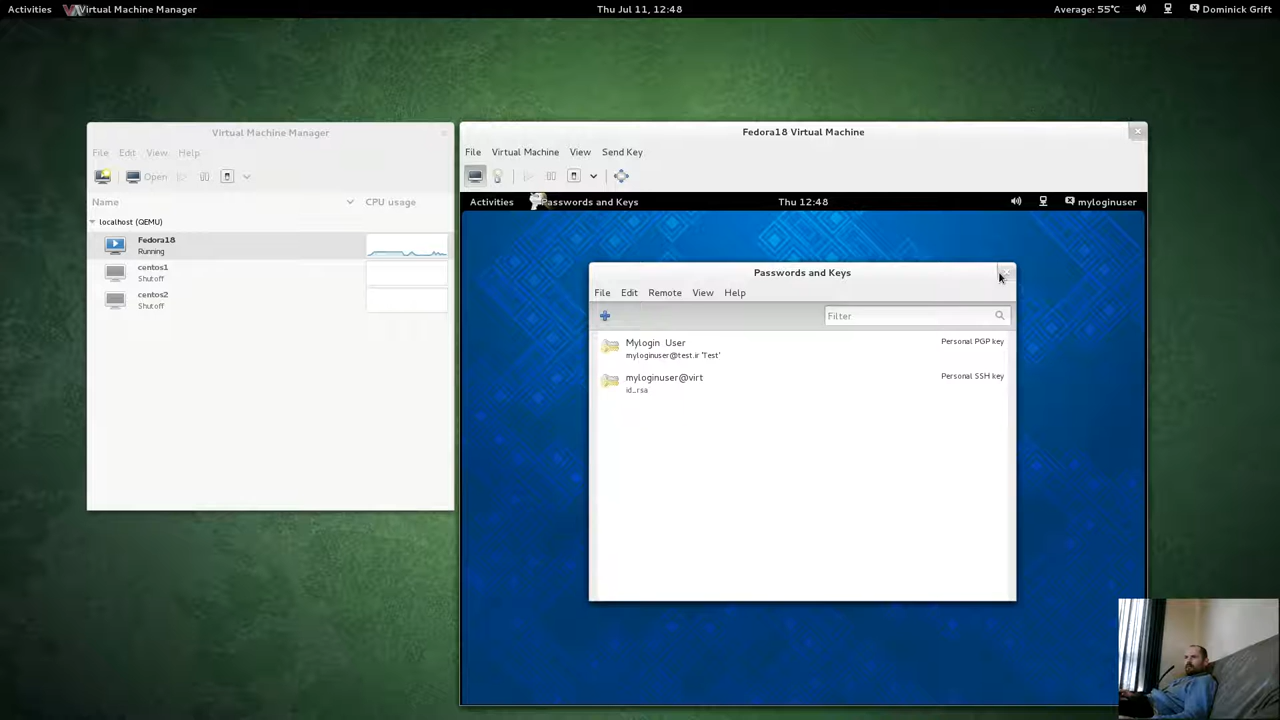 Activities Virtual Machine Manager Thu Jul 11, 12:48 Average: 55°C Dominick Grift
Virtual Machine Manager
File Edit View Help
Open
Name CPU usage
localhost (QEMU)
Fedora18
Running
centos1
Shutoff
centos2
Shutoff
Fedora18 Virtual Machine
File Virtual Machine View Send Key
Activities Passwords and Keys Thu 12:48 myloginuser
Passwords and Keys
File Edit Remote View Help
Filter
Mylogin User Personal PGP key
myloginuser@test.ir 'Test'
myloginuser@virt Personal SSH key
id_rsa